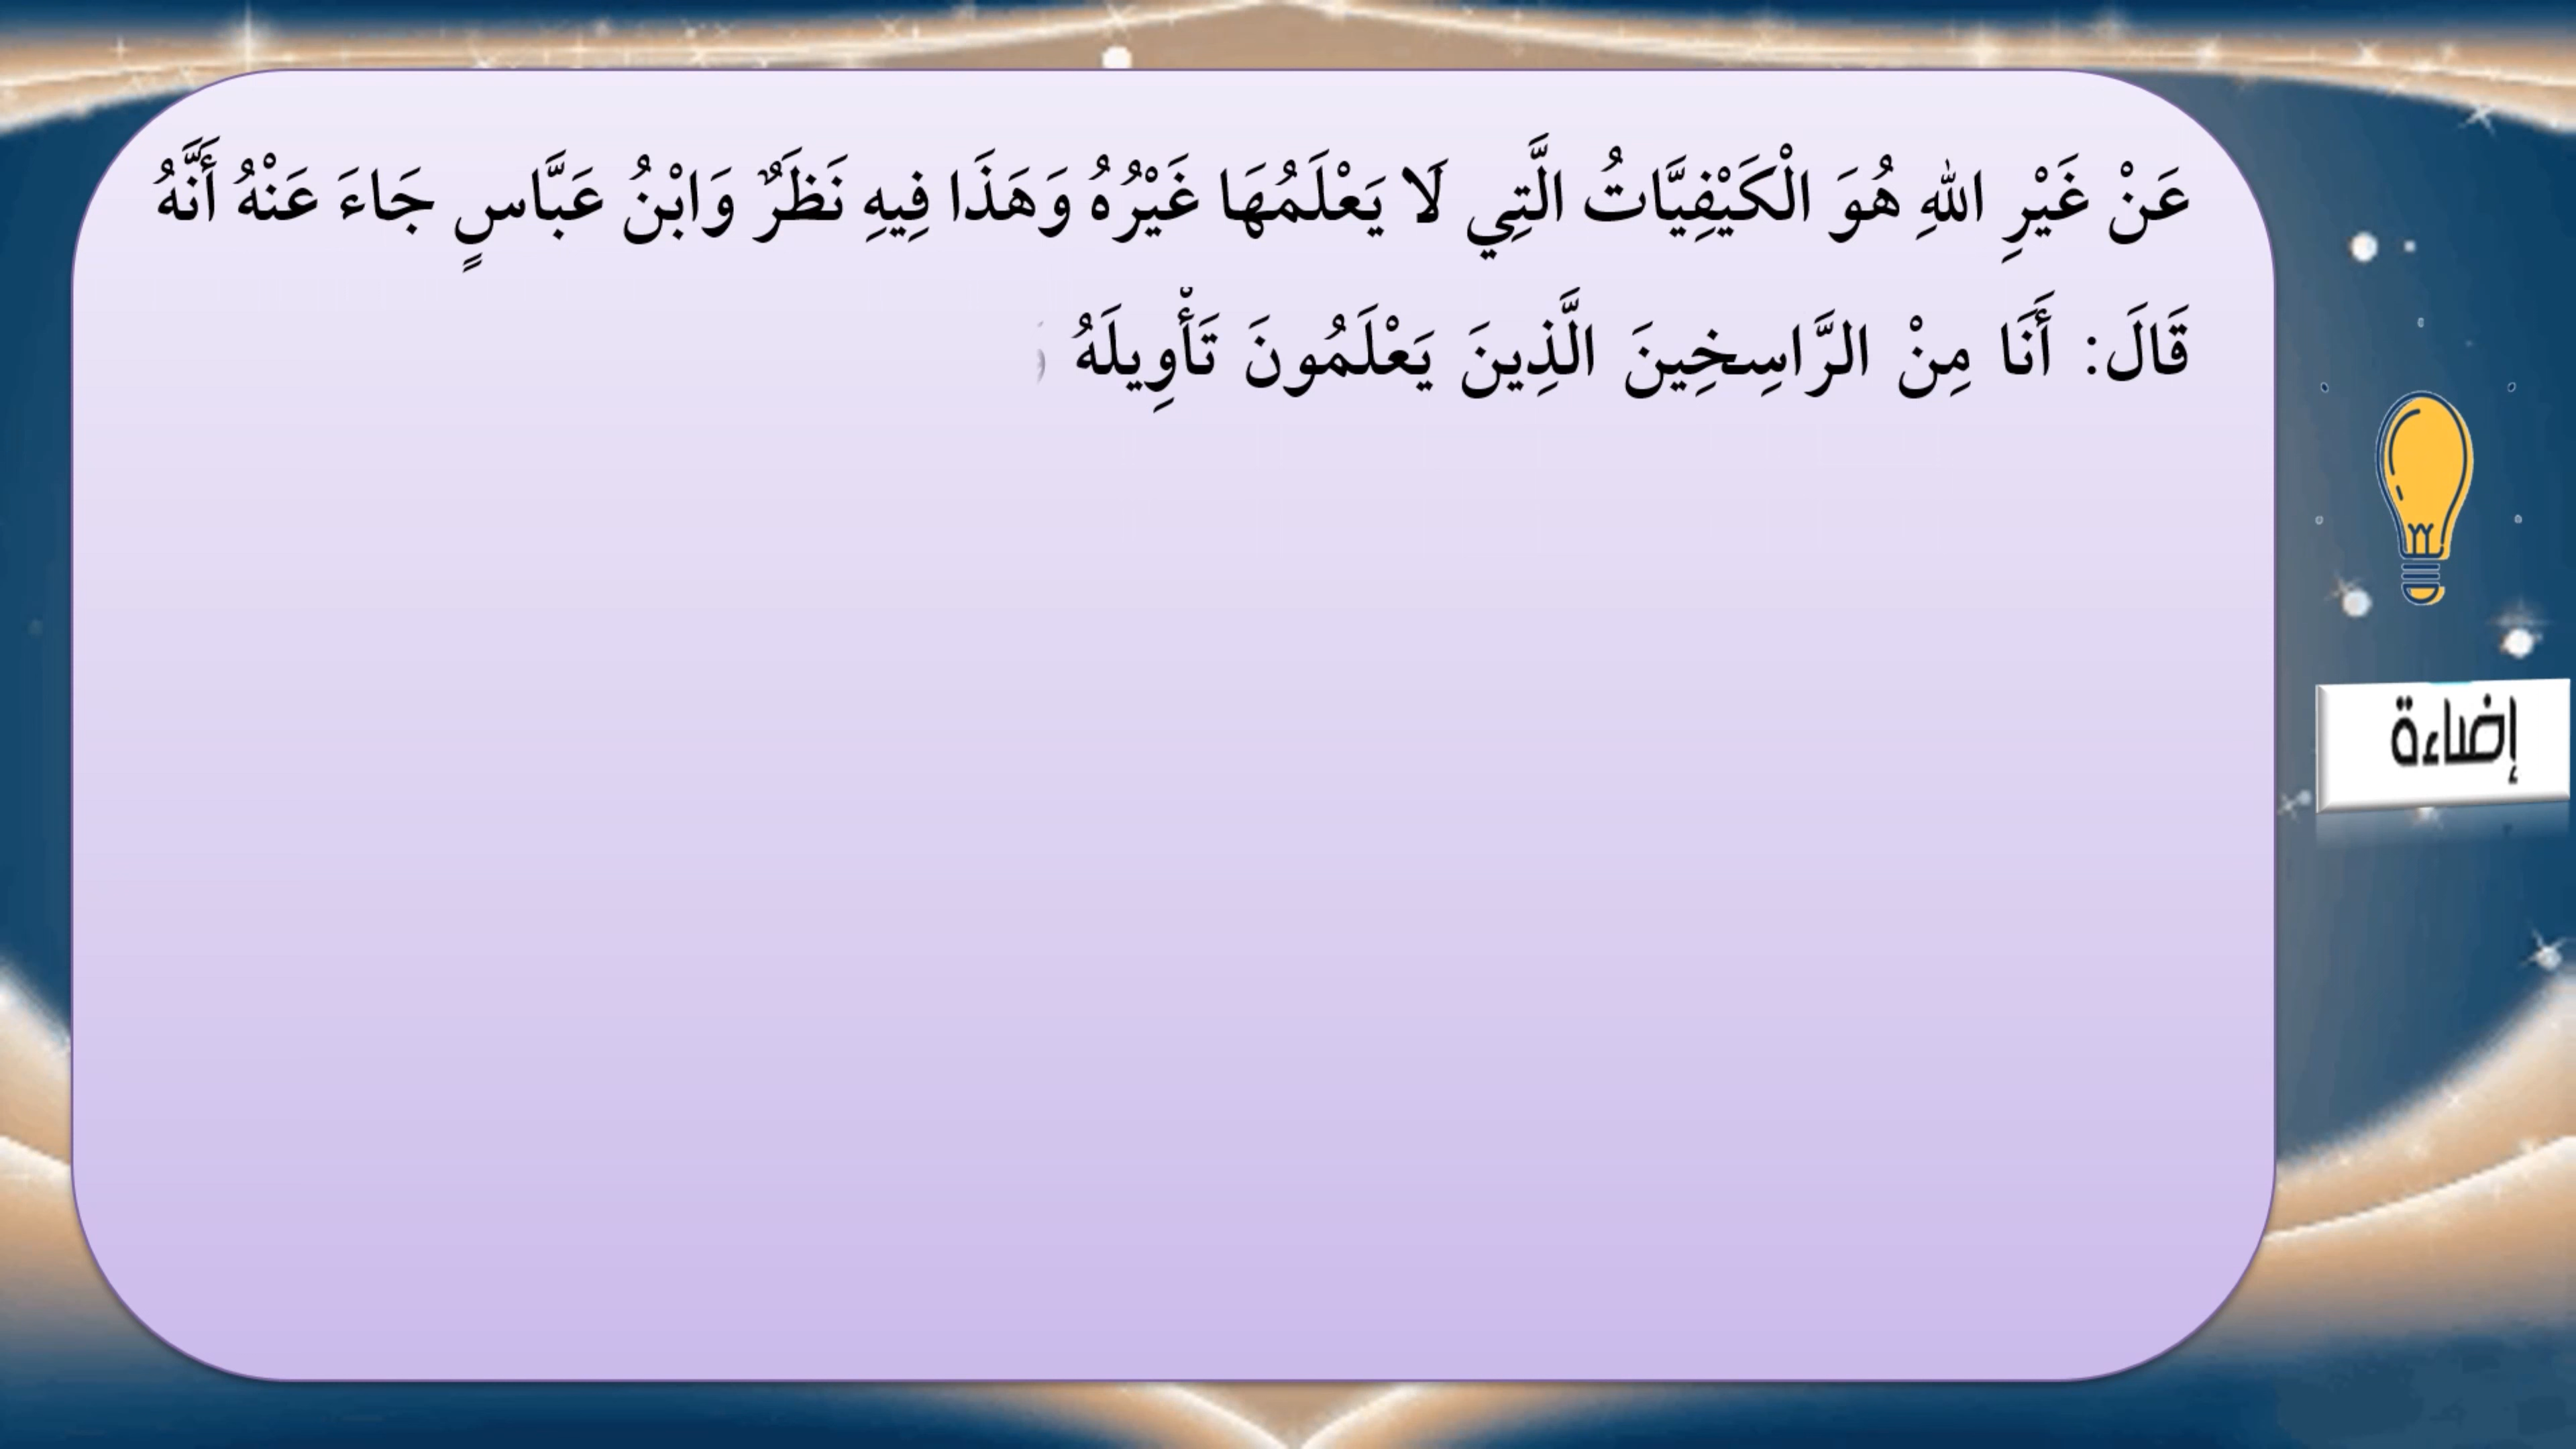 عَنْ غَيْرِ اللهِ هُوَ الْكَيْفِيَّاتُ الَّتِي لَا يَعْلَمُهَا غَيْرُهُ وَهَذَا فِيهِ نَظَرٌ وَابْنُ عَبَّاسٍ جَاءَ عَنْهُ أَنَّهُ
قَالَ: أَنَا مِنْ الرَّاسِخِينَ الَّذِينَ يَعْلَمُونَ تَأْوِيلَهُ
إضاءة